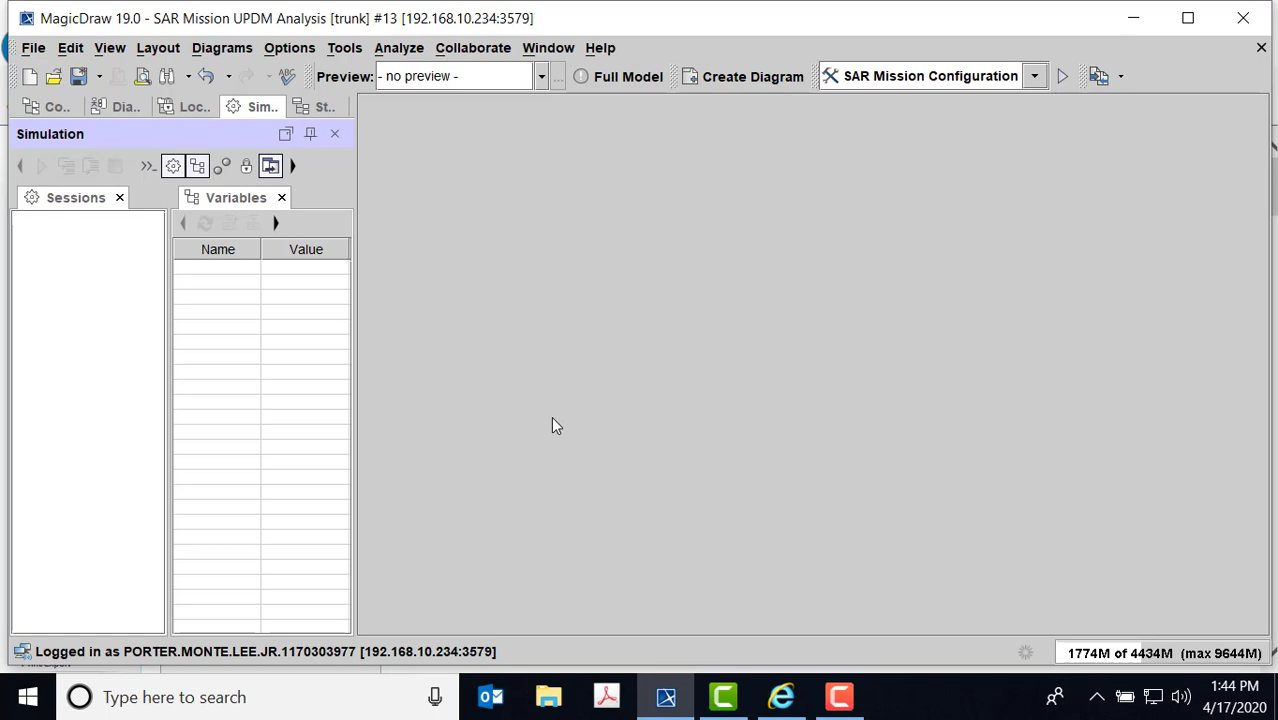 MagicDraw 19.0 - SAR Mission UPDM Analysis [trunk] #13 [192.168.10.234:3579]
File Edit View Layout Diagrams Options Tools Analyze Collaborate Window Help
Preview: - no preview - ... Full Model Create Diagram SAR Mission Configuration
Co.. Dia.. Loc.. Sim.. St..
Simulation
Sessions Variables
Name Value
Logged in as PORTER.MONTE.LEE.JR.1170303977 [192.168.10.234:3579] 1774M of 4434M (max 9644M)
Type here to search
1:44 PM
4/17/2020